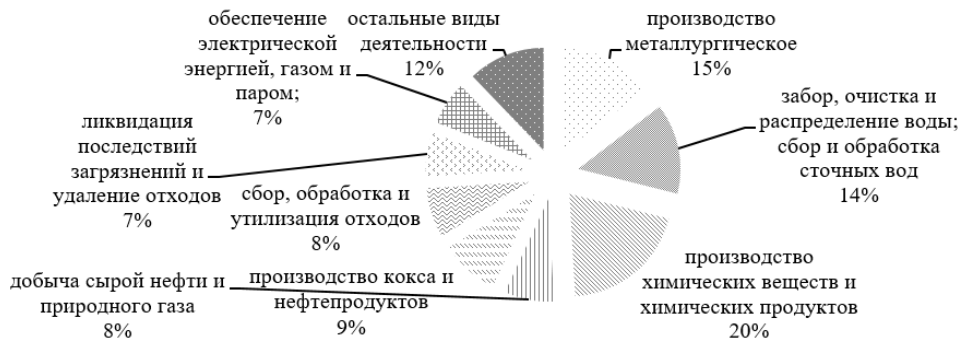 обеспечение
электрической
энергией, газом и
паром;
7%
остальные виды
деятельности
12%
производство
металлургическое
15%
забор, очистка и
распределение воды;
сбор и обработка
сточных вод
14%
ликвидация
последствий
загрязнений и
удаление отходов
7%
сбор, обработка и
утилизация отходов
8%
добыча сырой нефти и
природного газа
8%
производство кокса и
нефтепродуктов
9%
производство
химических веществ и
химических продуктов
20%